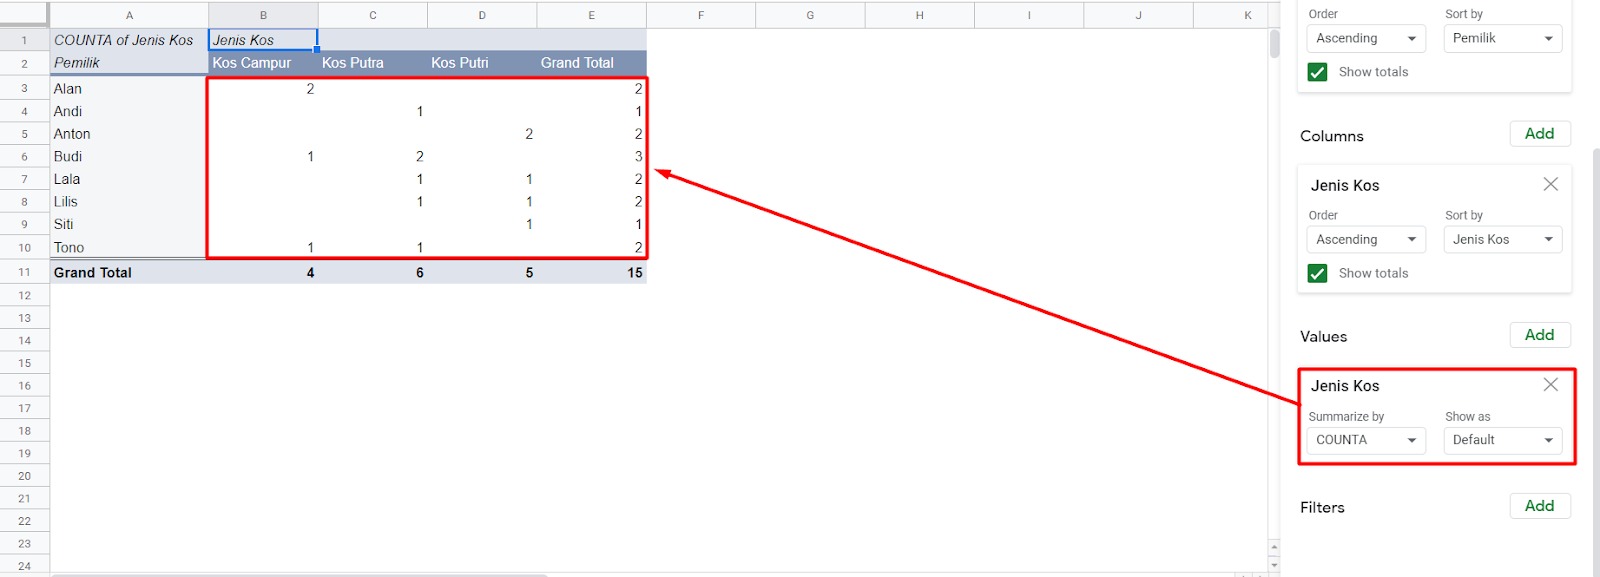 A B C D E F G H I J K
1 COUNTA of Jenis Kos Jenis Kos
2 Pemilik Kos Campur Kos Putra Kos Putri Grand Total
3 Alan 2 2
4 Andi 1 1
5 Anton 2 2
6 Budi 1 2 3
7 Lala 1 1 2
8 Lilis 1 1 2
9 Siti 1 1
10 Tono 1 1 2
11 Grand Total 4 6 5 15
12
13
14
15
16
17
18
19
20
21
22
23
24
Order Sort by
Ascending Pemilik
Show totals
Columns Add
Jenis Kos
Order Sort by
Ascending Jenis Kos
Show totals
Values Add
Jenis Kos
Summarize by Show as
COUNTA Default
Filters Add